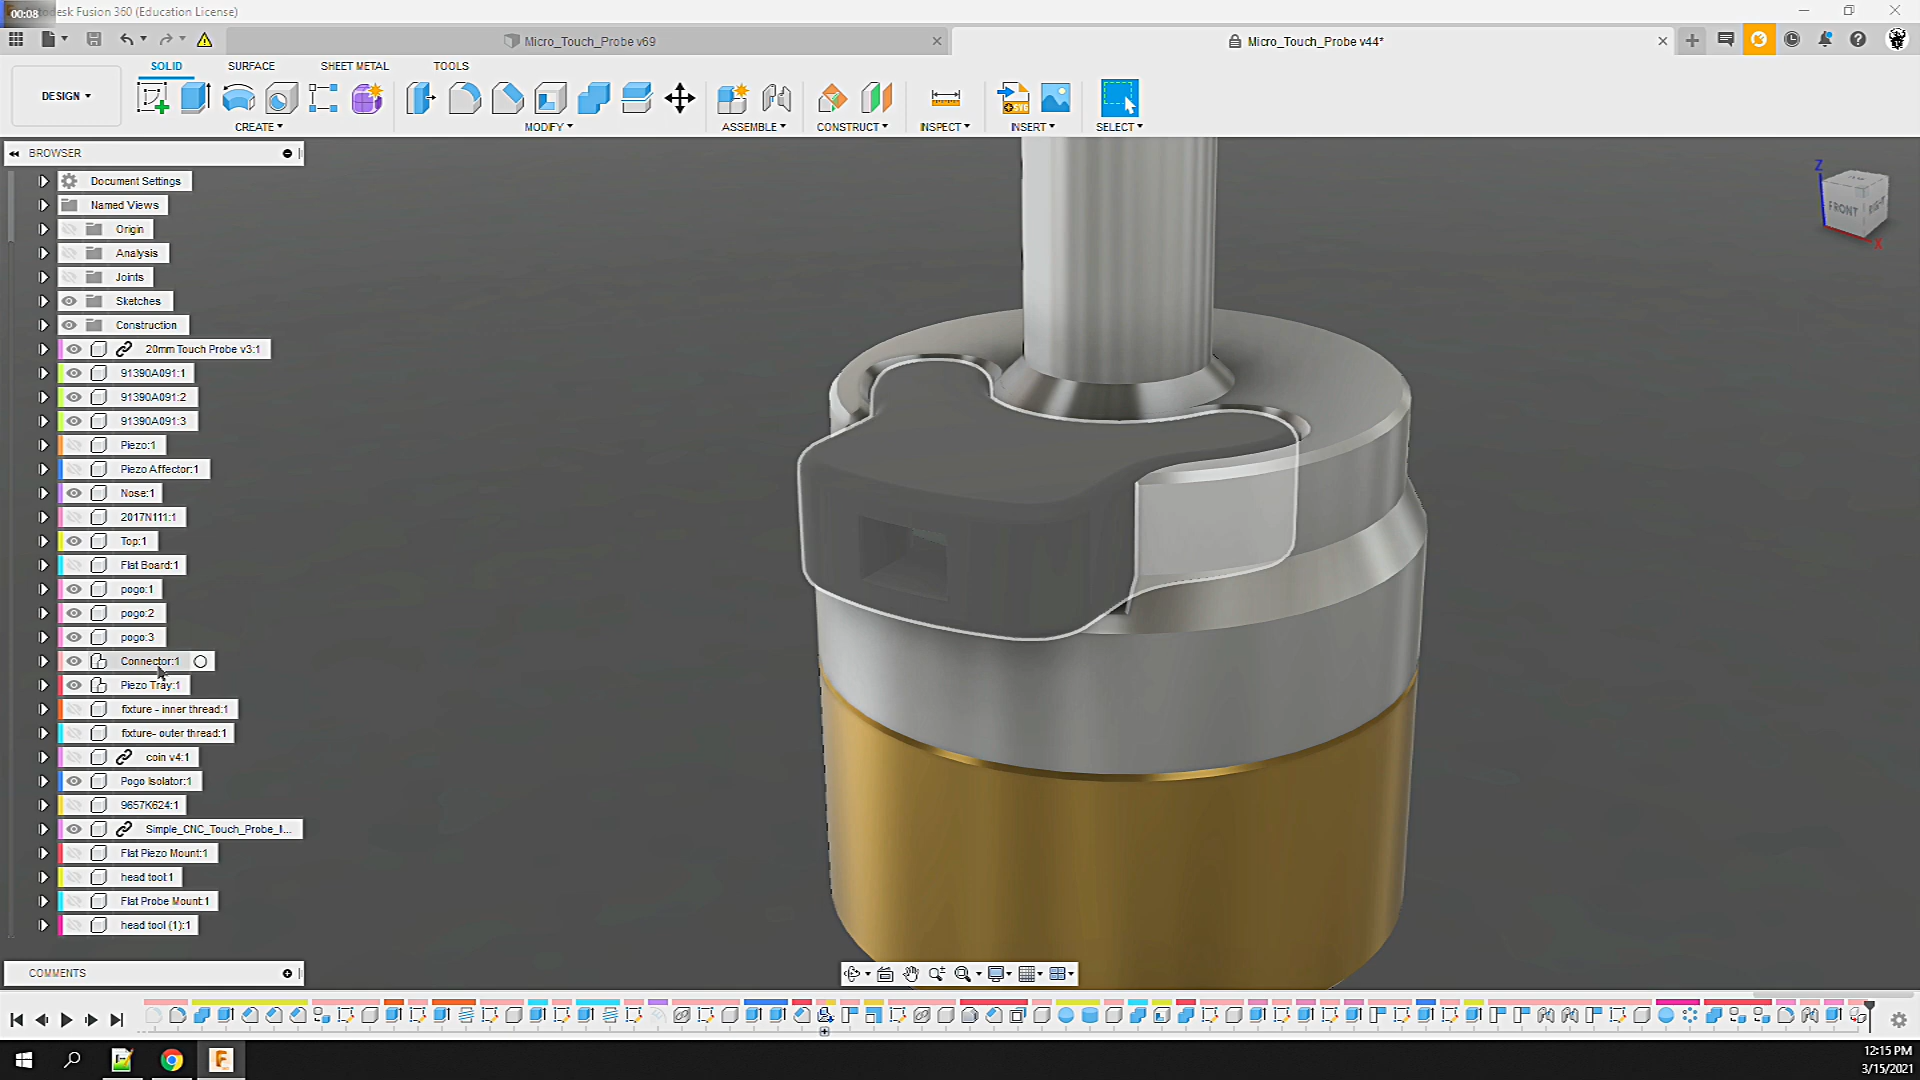 00:08
desk Fusion 360 (Education License)
Micro_Touch_Probe v69
Micro_Touch_Probe v44*
SOLID
SURFACE
SHEET METAL
TOOLS
DESIGN
CREATE
MODIFY
ASSEMBLE
CONSTRUCT
INSPECT
INSERT
SELECT
SVG
BROWSER
Document Settings
Named Views
Origin
Analysis
Joints
Sketches
Construction
20mm Touch Probe v3:1
91390A091:1
91390A091:2
91390A091:3
Piezo:1
Piezo Affector:1
Nose:1
2017N111:1
Top:1
Flat Board:1
pogo:1
pogo:2
pogo:3
Connector:1
Piezo Tray:1
fixture - inner thread:1
fixture- outer thread:1
coin v4:1
Pogo Isolator:1
9657K624:1
Simple_CNC_Touch_Probe_I...
Flat Piezo Mount:1
head tool:1
Flat Probe Mount:1
head tool (1):1
COMMENTS
Z
FRONT
RIGHT
X
12:15 PM
3/15/2021